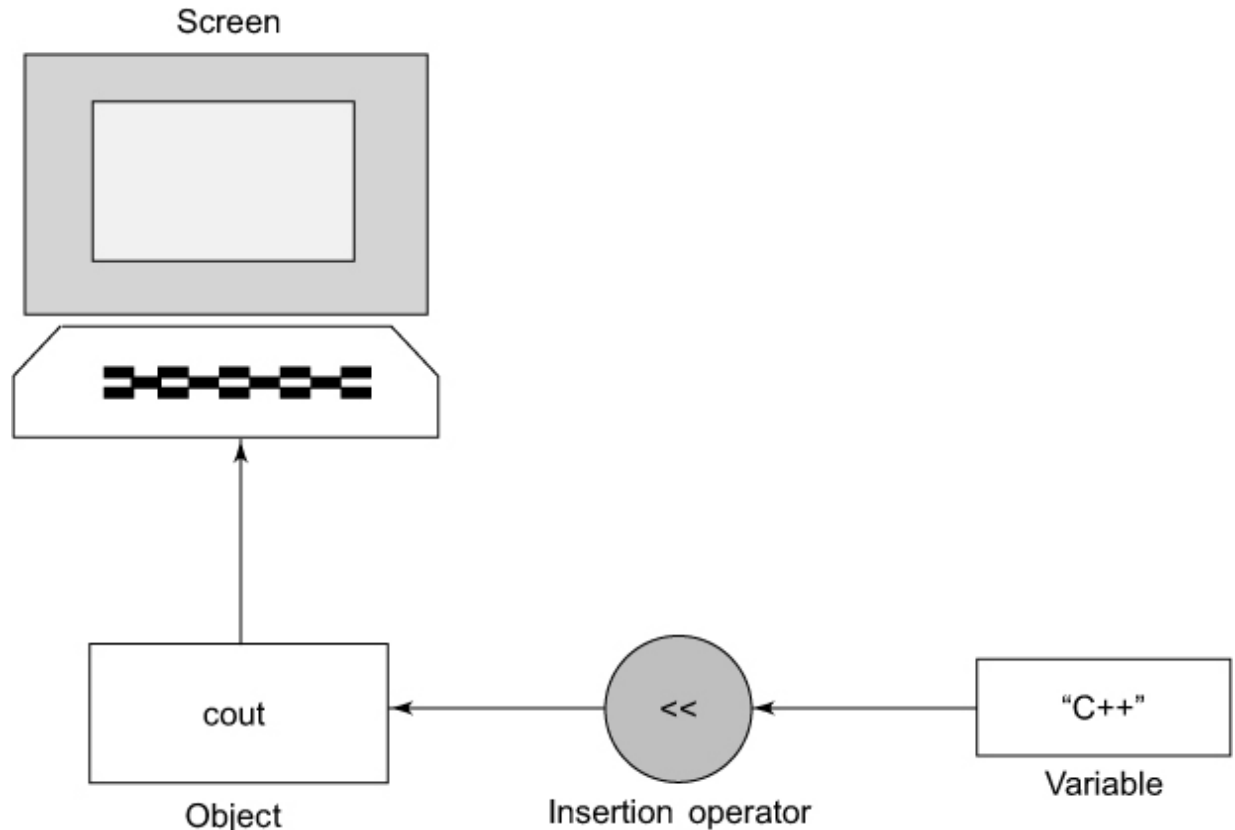 Screen
cout
<<
“C++”
Object
Insertion operator
Variable